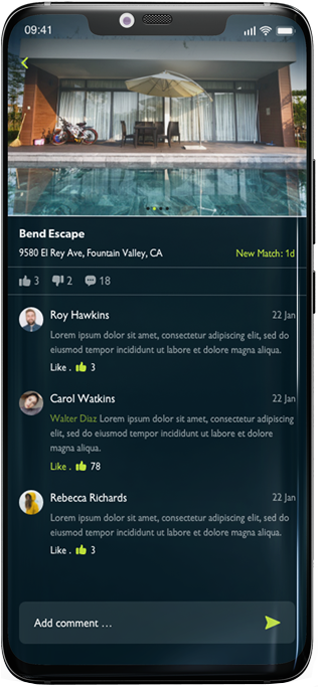 09:41
Bend Escape
9580 El Rey Ave, Fountain Valley, CA New Match: 1d
3 2 18
Roy Hawkins 22 Jan
Lorem ipsum dolor sit amet, consectetur adipiscing elit, sed do
eiusmod tempor incididunt ut labore et dolore magna aliqua.
Like . 3
Carol Watkins 22 Jan
Walter Diaz Lorem ipsum dolor sit amet, consectetur adipiscing
elit, sed do eiusmod tempor incididunt ut labore et dolore
magna aliqua.
Like . 78
Rebecca Richards 22 Jan
Lorem ipsum dolor sit amet, consectetur adipiscing elit, sed do
eiusmod tempor incididunt ut labore et dolore magna aliqua.
Like . 3
Add comment ...